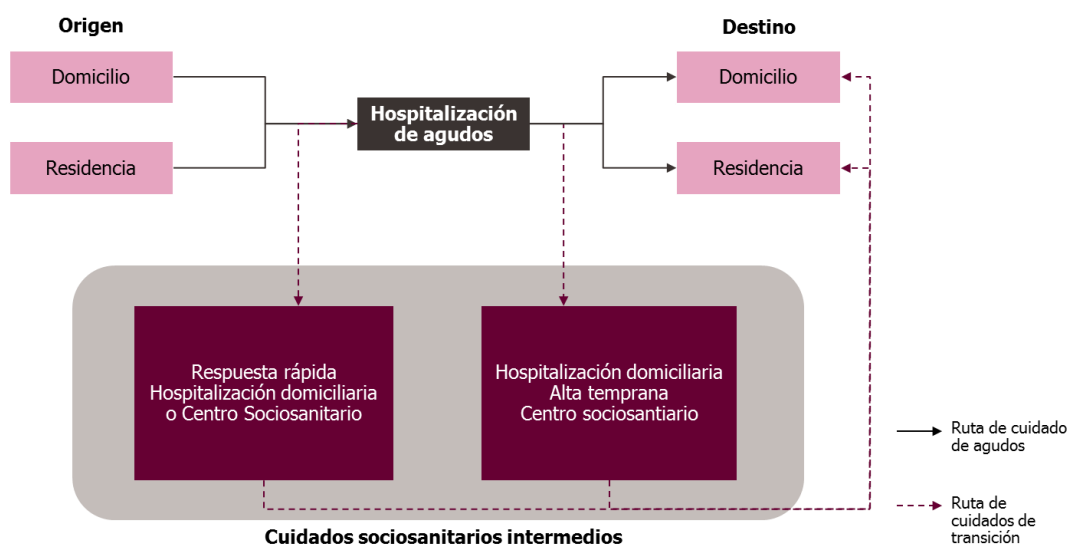 Origen
Destino
Domicilio
Domicilio
Hospitalización
de agudos
Residencia
Residencia
Respuesta rápida
Hospitalización domiciliaria
o Centro Sociosanitario
Hospitalización domiciliaria
Alta temprana
Centro sociosantiario
Ruta de cuidado
de agudos
Ruta de
cuidados de
transición
Cuidados sociosanitarios intermedios